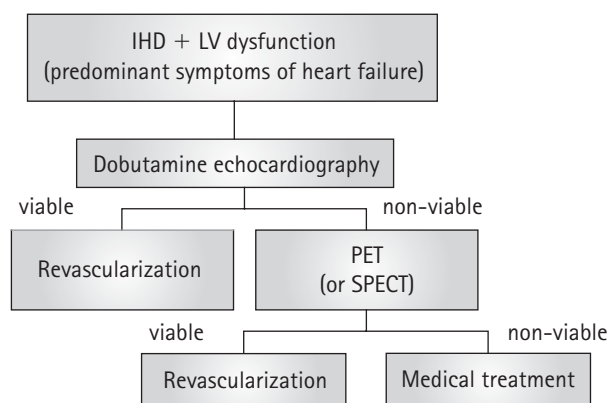 IHD + LV dysfunction
(predominant symptoms of heart failure)
Dobutamine echocardiography
viable
non-viable
Revascularization
PET
(or SPECT)
viable
non-viable
Revascularization
Medical treatment